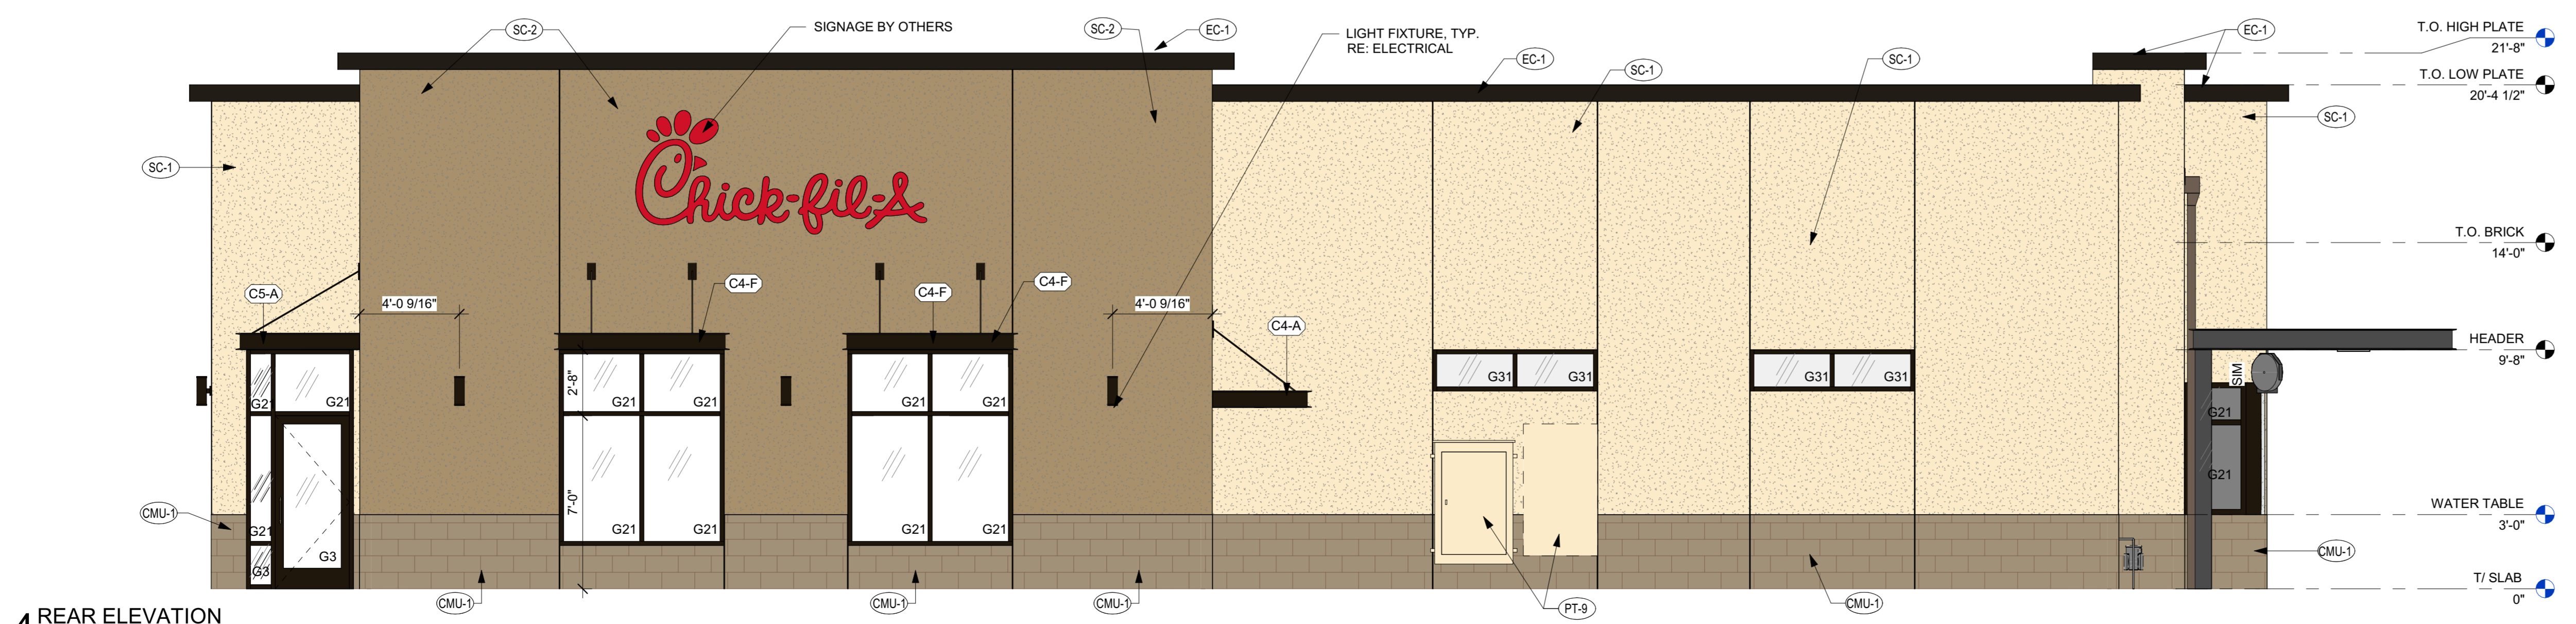 SC-2
SIGNAGE BY OTHERS
SC-2
EC-1
LIGHT FIXTURE, TYP.
RE: ELECTRICAL
EC-1
SC-1
SC-1
EC-1
T.O. HIGH PLATE
21'-8"
T.O. LOW PLATE
20'-4 1/2"
SC-1
SC-1
Chick-fil-A
T.O. BRICK
14'-0"
C5-A
4'-0 9/16"
C4-F
C4-F
C4-F
4'-0 9/16"
C4-A
HEADER
9'-8"
2'-8"
G31
G31
G31
G31
SIM
G21
G21
G21
G21
G21
G21
G21
7'-0"
G21
G21
G21
G21
G21
G21
G3
G3
CMU-1
WATER TABLE
3'-0"
CMU-1
T/ SLAB
0"
CMU-1
CMU-1
CMU-1
PT-9
CMU-1
4 REAR ELEVATION